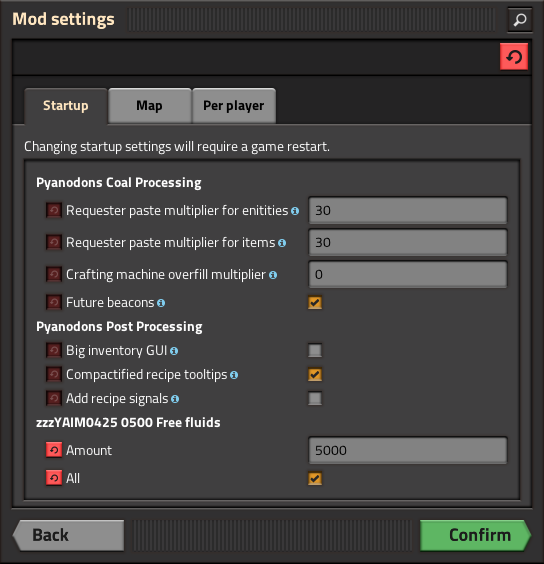 Mod settings
Startup
Map
Per player
Changing startup settings will require a game restart.
Pyanodons Coal Processing
Requester paste multiplier for enitities
30
Requester paste multiplier for items
30
Crafting machine overfill multiplier
0
Future beacons
Pyanodons Post Processing
Big inventory GUI
Compactified recipe tooltips
Add recipe signals
zzzYAIM0425 0500 Free fluids
Amount
5000
All
Back
Confirm